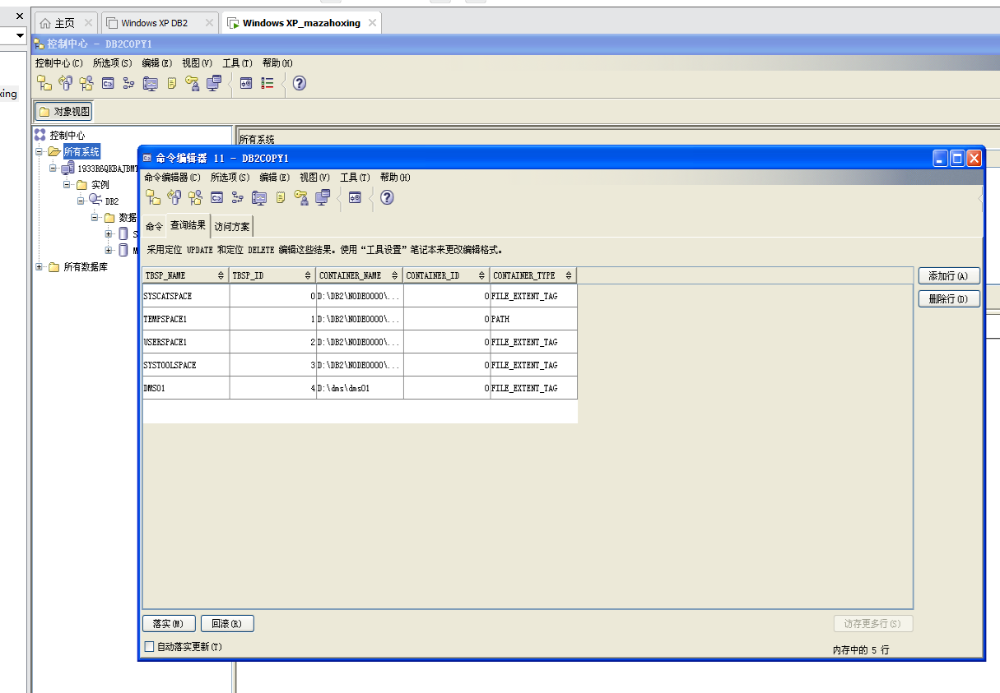 主页
Windows XP DB2
Windows XP_mazahoxing
控制中心 - DB2COPY1
控制中心(C) 所选项(S) 编辑(E) 视图(V) 工具(T) 帮助(H)
xing
对象视图
控制中心
所有系统
所有系统
1933B6QKBAJBMT
实例
DB2
数据
S
M
所有数据库
命令编辑器 11 - DB2COPY1
命令编辑器(C) 所选项(S) 编辑(E) 视图(V) 工具(T) 帮助(H)
命令 查询结果 访问方案
采用定位 UPDATE 和定位 DELETE 编辑这些结果。使用“工具设置”笔记本来更改编辑格式。
TBSP_NAME TBSP_ID CONTAINER_NAME CONTAINER_ID CONTAINER_TYPE
SYSCATSPACE 0 D:\DB2\NODE0000\... 0 FILE_EXTENT_TAG
TEMPSPACE1 1 D:\DB2\NODE0000\... 0 PATH
USERSPACE1 2 D:\DB2\NODE0000\... 0 FILE_EXTENT_TAG
SYSTOOLSPACE 3 D:\DB2\NODE0000\... 0 FILE_EXTENT_TAG
DMS01 4 D:\dms\dms01 0 FILE_EXTENT_TAG
添加行(A)
删除行(D)
落实(M) 回滚(R) 访存更多行(S)
自动落实更新(T)
内存中的 5 行